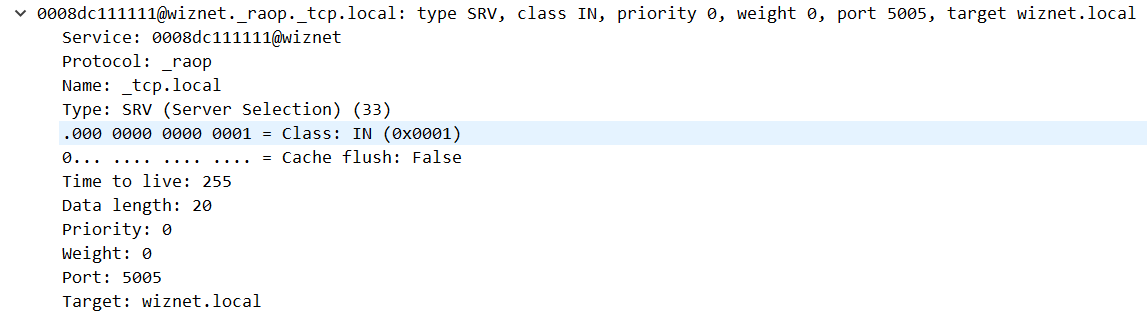 0008dc111111@wiznet._raop._tcp.local: type SRV, class IN, priority 0, weight 0, port 5005, target wiznet.local
Service: 0008dc111111@wiznet
Protocol: _raop
Name: _tcp.local
Type: SRV (Server Selection) (33)
.000 0000 0000 0001 = Class: IN (0x0001)
0... .... .... .... = Cache flush: False
Time to live: 255
Data length: 20
Priority: 0
Weight: 0
Port: 5005
Target: wiznet.local